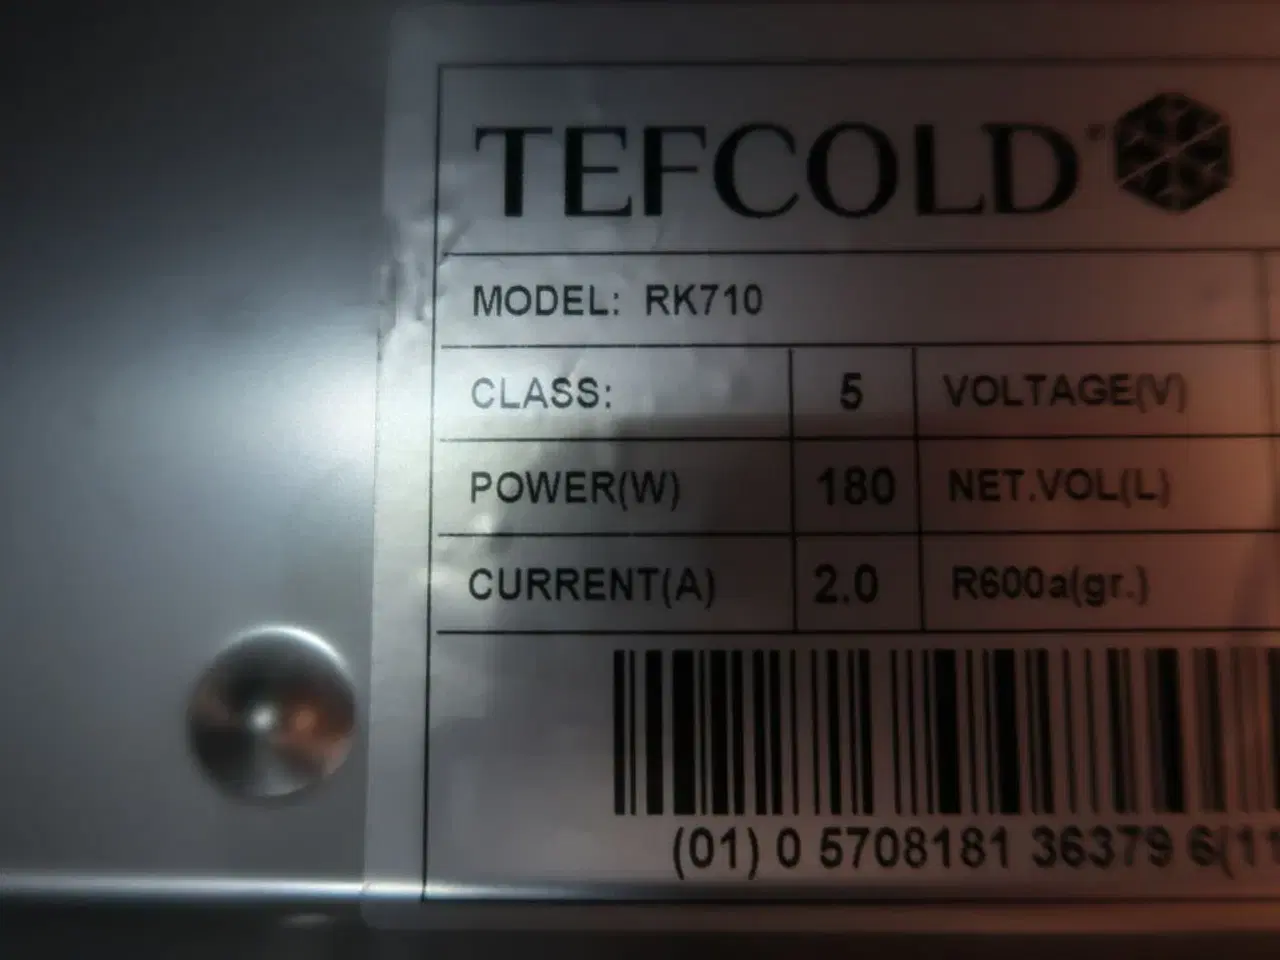 TEFCOLD®
MODEL: RK710
CLASS: 5 VOLTAGE(V)
POWER(W) 180 NET.VOL(L)
CURRENT(A) 2.0 R600a(gr.)
(01) 0 5708181 36379 6(11